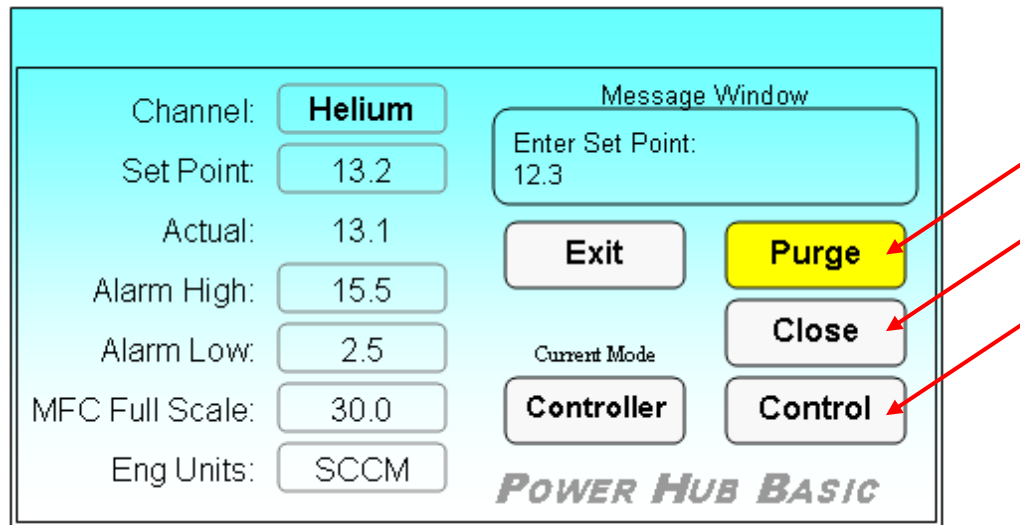 Channel: Helium
Set Point: 13.2
Actual: 13.1
Alarm High: 15.5
Alarm Low: 2.5
MFC Full Scale: 30.0
Eng Units: SCCM
Message Window
Enter Set Point:
12.3
Exit
Purge
Close
Current Mode
Controller
Control
POWER HUB BASIC